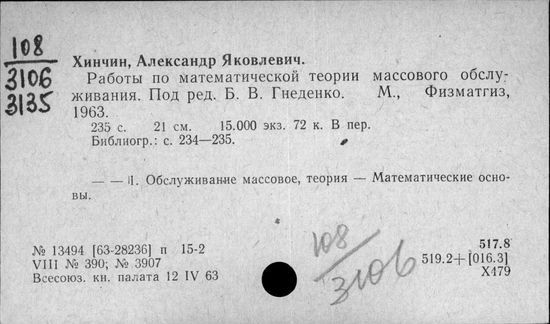 108
3106
3135
Хинчин, Александр Яковлевич.
Работы по математической теории массового обслу-
живания. Под ред. Б. В. Гнеденко. М., Физматгиз,
1963.
235 с. 21 см. 15.000 экз. 72 к. В пер.
Библиогр.: с. 234—235.
— — 1. Обслуживание массовое, теория — Математические осно-
вы.
№ 13494 [63-28236] п 15-2
VIII № 390; № 3907
Всесоюз. кн. палата 12 IV 63
108
3106
517.8
519.2+[016.3]
Х479